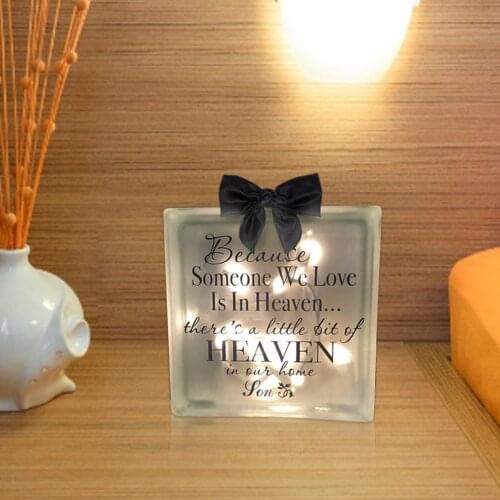 Because
Someone We Love
Is In Heaven...
there's a little bit of
HEAVEN
in our home
Son